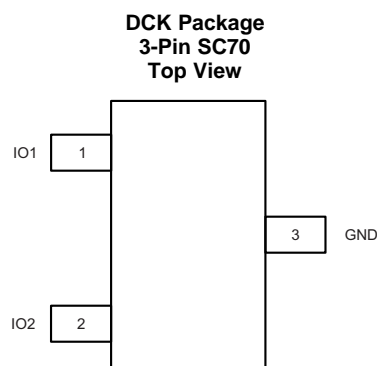 DCK Package
3-Pin SC70
Top View
IO1 1
3 GND
IO2 2